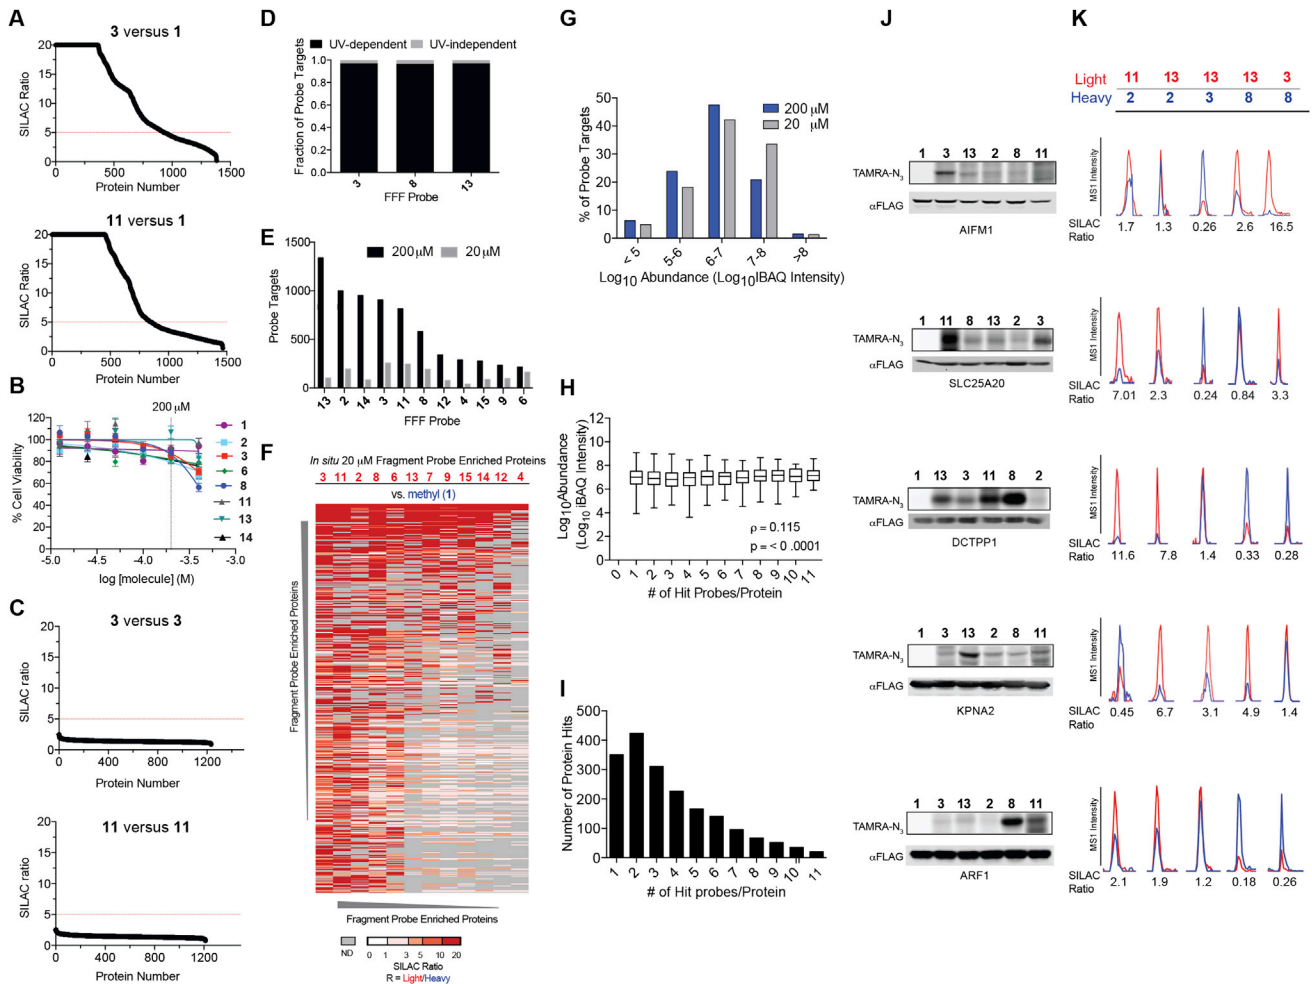 A
3 versus 1
SILAC Ratio
20
15
10
5
0
0 500 1000 1500
Protein Number
11 versus 1
SILAC Ratio
20
15
10
5
0
0 500 1000 1500
Protein Number
B
200 µM
% Cell Viability
120
100
80
60
40
20
0
-5.0 -4.5 -4.0 -3.5 -3.0
log [molecule] (M)
1
2
3
6
8
11
13
14
C
3 versus 3
SILAC ratio
20
15
10
5
0
0 400 800 1200
Protein Number
11 versus 11
SILAC ratio
20
15
10
5
0
0 400 800 1200
Protein Number
D
UV-dependent UV-independent
Fraction of Probe Targets
1.0
0.8
0.6
0.4
0.2
0.0
3 8 13
FFF Probe
E
200 µM 20 µM
Probe Targets
1500
1000
500
0
13 2 14 3 11 8 12 4 15 9 6
FFF Probe
F
In situ 20 µM Fragment Probe Enriched Proteins
3 11 2 8 6 13 7 9 15 14 12 4
vs. methyl (1)
Fragment Probe Enriched Proteins
Fragment Probe Enriched Proteins
ND
0 1 3 5 10 20
SILAC Ratio
R = Light/Heavy
G
200 µM
20 µM
% of Probe Targets
50
40
30
20
10
0
< 5 5-6 6-7 7-8 >8
Log10 Abundance (Log10IBAQ Intensity)
H
Log10Abundance
(Log10 iBAQ Intensity)
12
10
8
6
4
2
0
ρ = 0.115
p = < 0 .0001
0 1 2 3 4 5 6 7 8 9 10 11
# of Hit Probes/Protein
I
Number of Protein Hits
500
400
300
200
100
0
1 2 3 4 5 6 7 8 9 10 11
# of Hit probes/Protein
J
1 3 13 2 8 11
TAMRA-N3
αFLAG
AIFM1
1 11 8 13 2 3
TAMRA-N3
αFLAG
SLC25A20
1 13 3 11 8 2
TAMRA-N3
αFLAG
DCTPP1
1 3 13 2 8 11
TAMRA-N3
αFLAG
KPNA2
1 3 13 2 8 11
TAMRA-N3
αFLAG
ARF1
K
Light 11 13 13 13 3
Heavy 2 2 3 8 8
MS1 Intensity
SILAC
Ratio
1.7 1.3 0.26 2.6 16.5
MS1 Intensity
SILAC
Ratio
7.01 2.3 0.24 0.84 3.3
MS1 Intensity
SILAC
Ratio
11.6 7.8 1.4 0.33 0.28
MS1 Intensity
SILAC
Ratio
0.45 6.7 3.1 4.9 1.4
MS1 Intensity
SILAC
Ratio
2.1 1.9 1.2 0.18 0.26